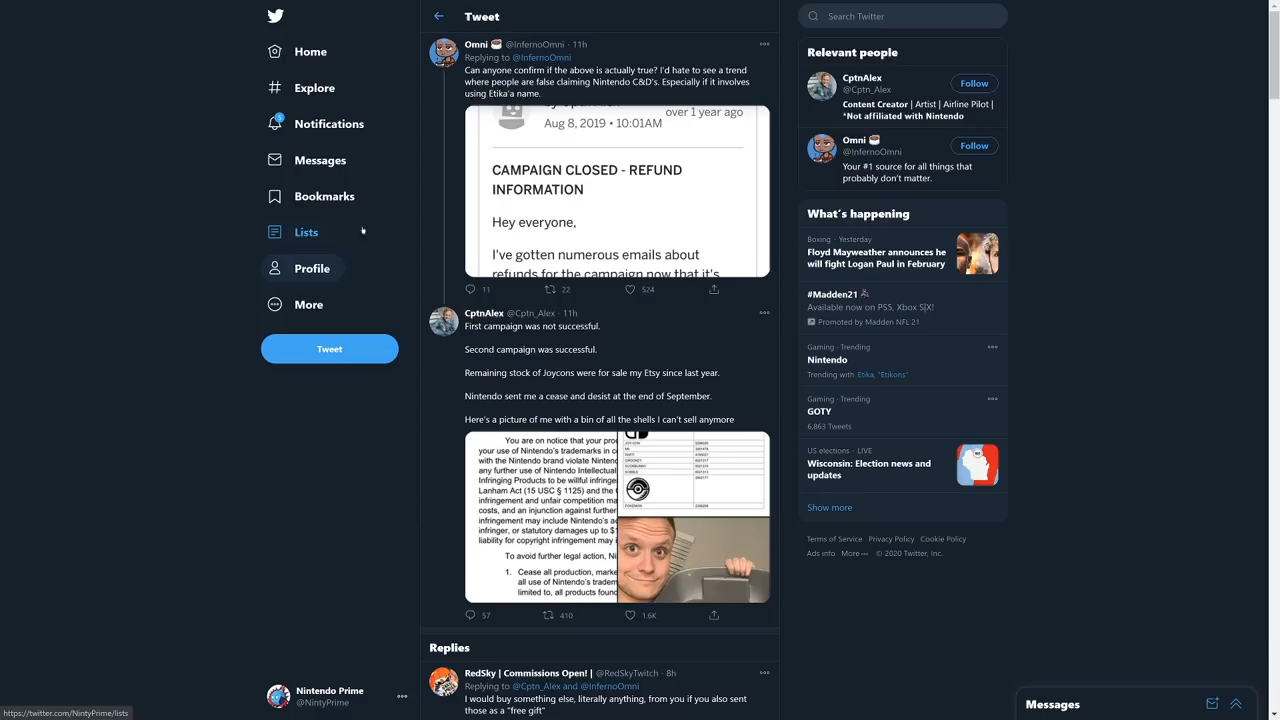 Home
Explore
Notifications
Messages
Bookmarks
Lists
Profile
More
Tweet
Nintendo Prime
@NintyPrime
https://twitter.com/NintyPrime/lists
Tweet
Omni @InfernoOmni · 11h
Replying to @InfernoOmni
Can anyone confirm if the above is actually true? I'd hate to see a trend
where people are false claiming Nintendo C&D's. Especially if it involves
using Etika'a name.
over 1 year ago
Aug 8, 2019 • 10:01AM
CAMPAIGN CLOSED - REFUND
INFORMATION
Hey everyone,
I've gotten numerous emails about
refunds for the campaign now that it's
11 22 524
CptnAlex @Cptn_Alex · 11h
First campaign was not successful.
Second campaign was successful.
Remaining stock of Joycons were for sale my Etsy since last year.
Nintendo sent me a cease and desist at the end of September.
Here's a picture of me with a bin of all the shells I can't sell anymore
You are on notice that your pro
your use of Nintendo's trademarks in c
with the Nintendo brand violate Ninten
any further use of Nintendo Intellectual
Infringing Products to be willful infringe
Lanham Act (15 USC § 1125) and the
infringement and unfair competition ma
costs, and an injunction against further
infringement may include Nintendo's a
infringer, or statutory damages up to $
liability for copyright infringement may
To avoid further legal action, Ni
1. Cease all production, marke
all use of Nintendo's tradem
limited to, all products foun
57 410 1.6K
Replies
RedSky | Commissions Open! | @RedSkyTwitch · 8h
Replying to @Cptn_Alex and @InfernoOmni
I would buy something else, literally anything, from you if you also sent
those as a "free gift"
Search Twitter
Relevant people
CptnAlex
@Cptn_Alex
Follow
Content Creator | Artist | Airline Pilot |
*Not affiliated with Nintendo
Omni
@InfernoOmni
Follow
Your #1 source for all things that
probably don't matter.
What's happening
Boxing · Yesterday
Floyd Mayweather announces he
will fight Logan Paul in February
#Madden21
Available now on PS5, Xbox S|X!
Promoted by Madden NFL 21
Gaming · Trending
Nintendo
Trending with Etika, "Etikons"
Gaming · Trending
GOTY
6,863 Tweets
US elections · LIVE
Wisconsin: Election news and
updates
Show more
Terms of Service Privacy Policy Cookie Policy
Ads info More ··· © 2020 Twitter, Inc.
Messages